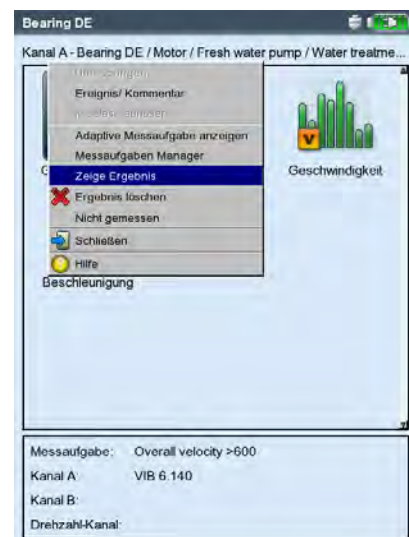 Bearing DE
Kanal A - Bearing DE / Motor / Fresh water pump / Water treatme...
Ereignis/ Kommentar
Adaptive Messaufgabe anzeigen
Messaufgaben Manager
G
Zeige Ergebnis
Geschwindigkeit
V
Ergebnis löschen
Nicht gemessen
Schließen
Hilfe
Beschleunigung
Messaufgabe: Overall velocity >600
Kanal A: VIB 6.140
Kanal B:
Drehzahl-Kanal: